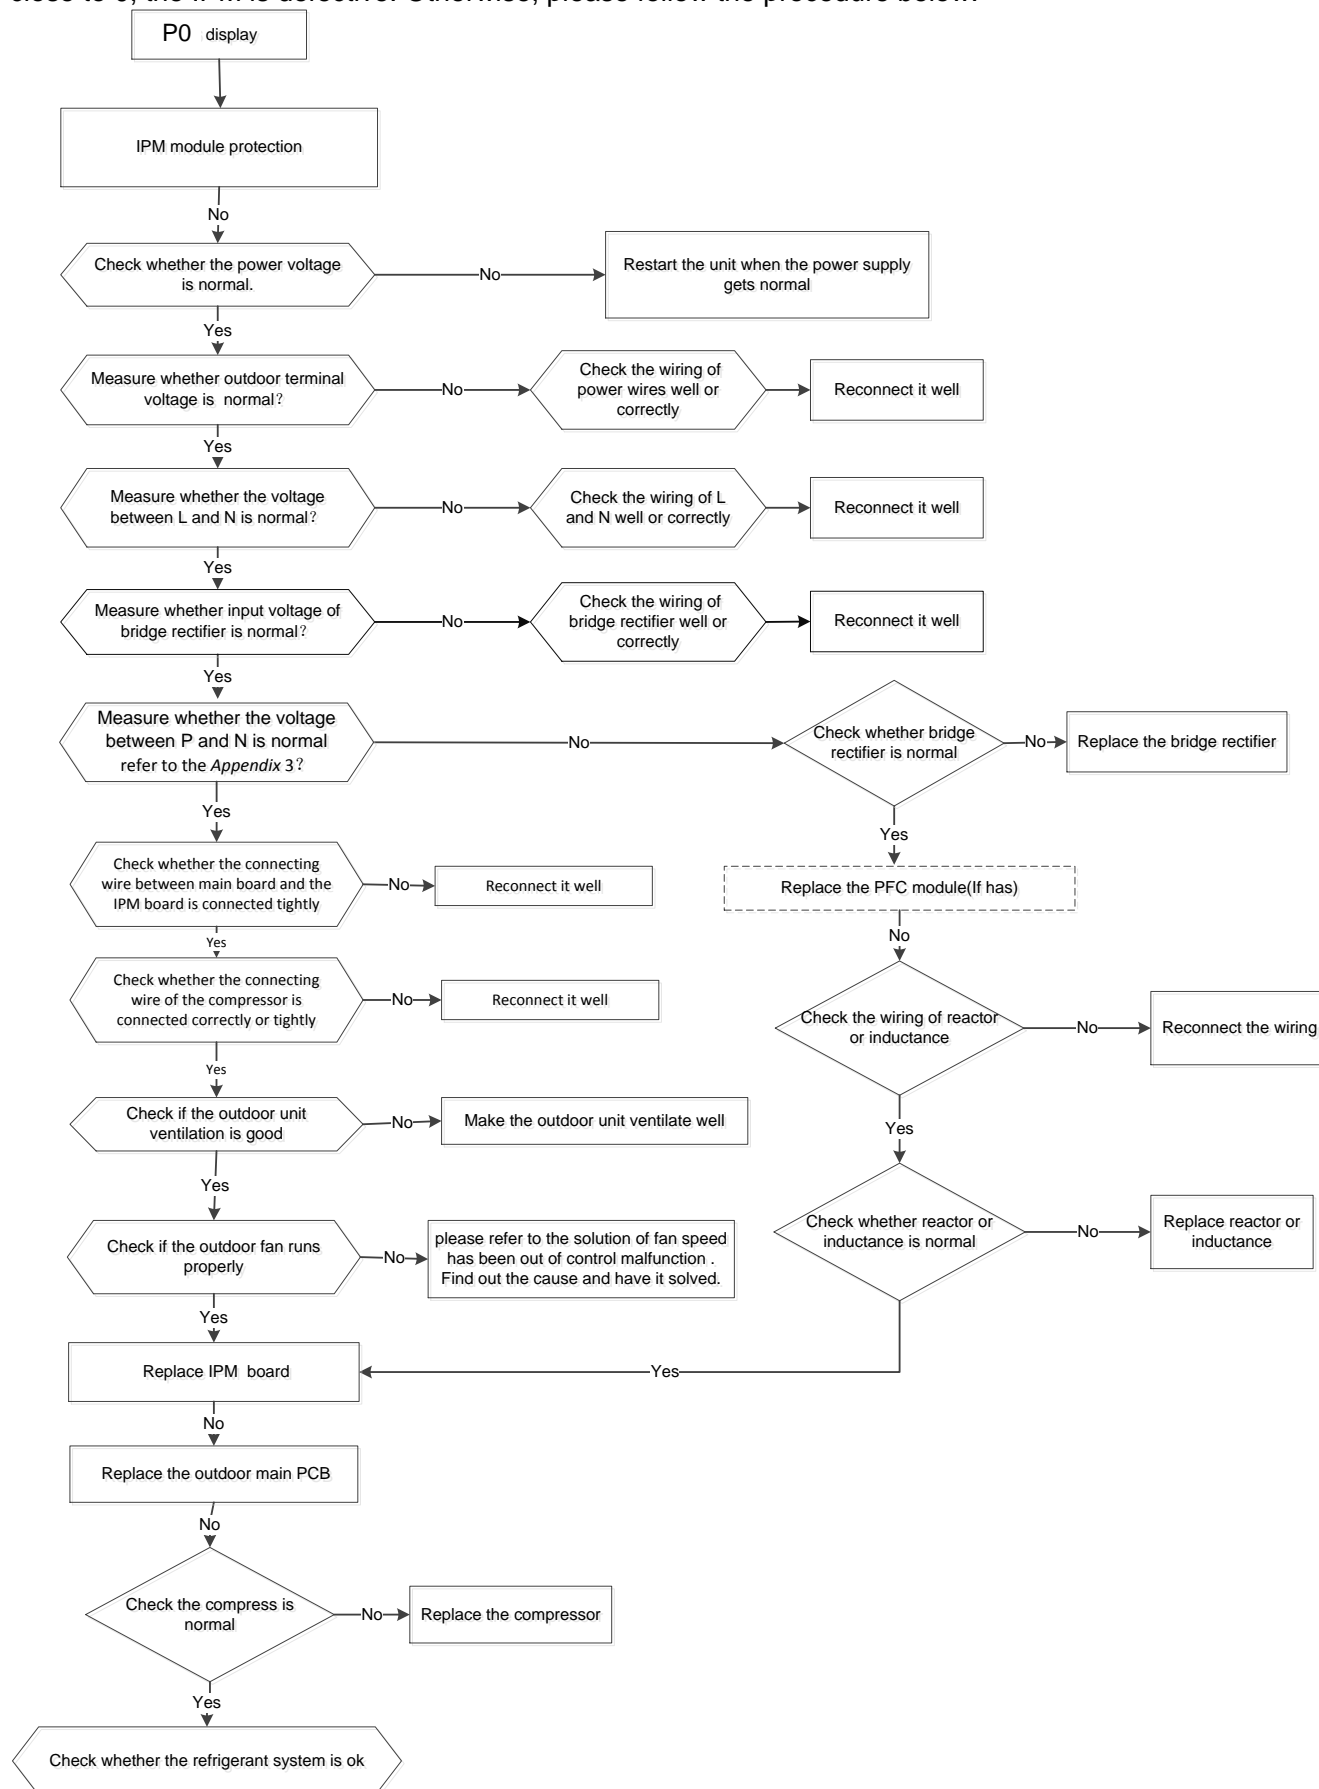 close to 0, the IPM is defective. Otherwise, please follow the procedure below:
P0 display
IPM module protection
No
Check whether the power voltage
is normal.
No
Restart the unit when the power supply
gets normal
Yes
Measure whether outdoor terminal
voltage is normal?
No
Check the wiring of
power wires well or
correctly
Reconnect it well
Yes
Measure whether the voltage
between L and N is normal?
No
Check the wiring of L
and N well or correctly
Reconnect it well
Yes
Measure whether input voltage of
bridge rectifier is normal?
No
Check the wiring of
bridge rectifier well or
correctly
Reconnect it well
Yes
Measure whether the voltage
between P and N is normal
refer to the Appendix 3?
No
Check whether bridge
rectifier is normal
No
Replace the bridge rectifier
Yes
Yes
Check whether the connecting
wire between main board and the
IPM board is connected tightly
No
Reconnect it well
Replace the PFC module(If has)
No
Yes
Check whether the connecting
wire of the compressor is
connected correctly or tightly
No
Reconnect it well
Check the wiring of reactor
or inductance
No
Reconnect the wiring
Yes
Check if the outdoor unit
ventilation is good
No
Make the outdoor unit ventilate well
Yes
Yes
Check if the outdoor fan runs
properly
No
please refer to the solution of fan speed
has been out of control malfunction .
Find out the cause and have it solved.
Check whether reactor or
inductance is normal
No
Replace reactor or
inductance
Yes
Replace IPM board
Yes
No
Replace the outdoor main PCB
No
Check the compress is
normal
No
Replace the compressor
Yes
Check whether the refrigerant system is ok